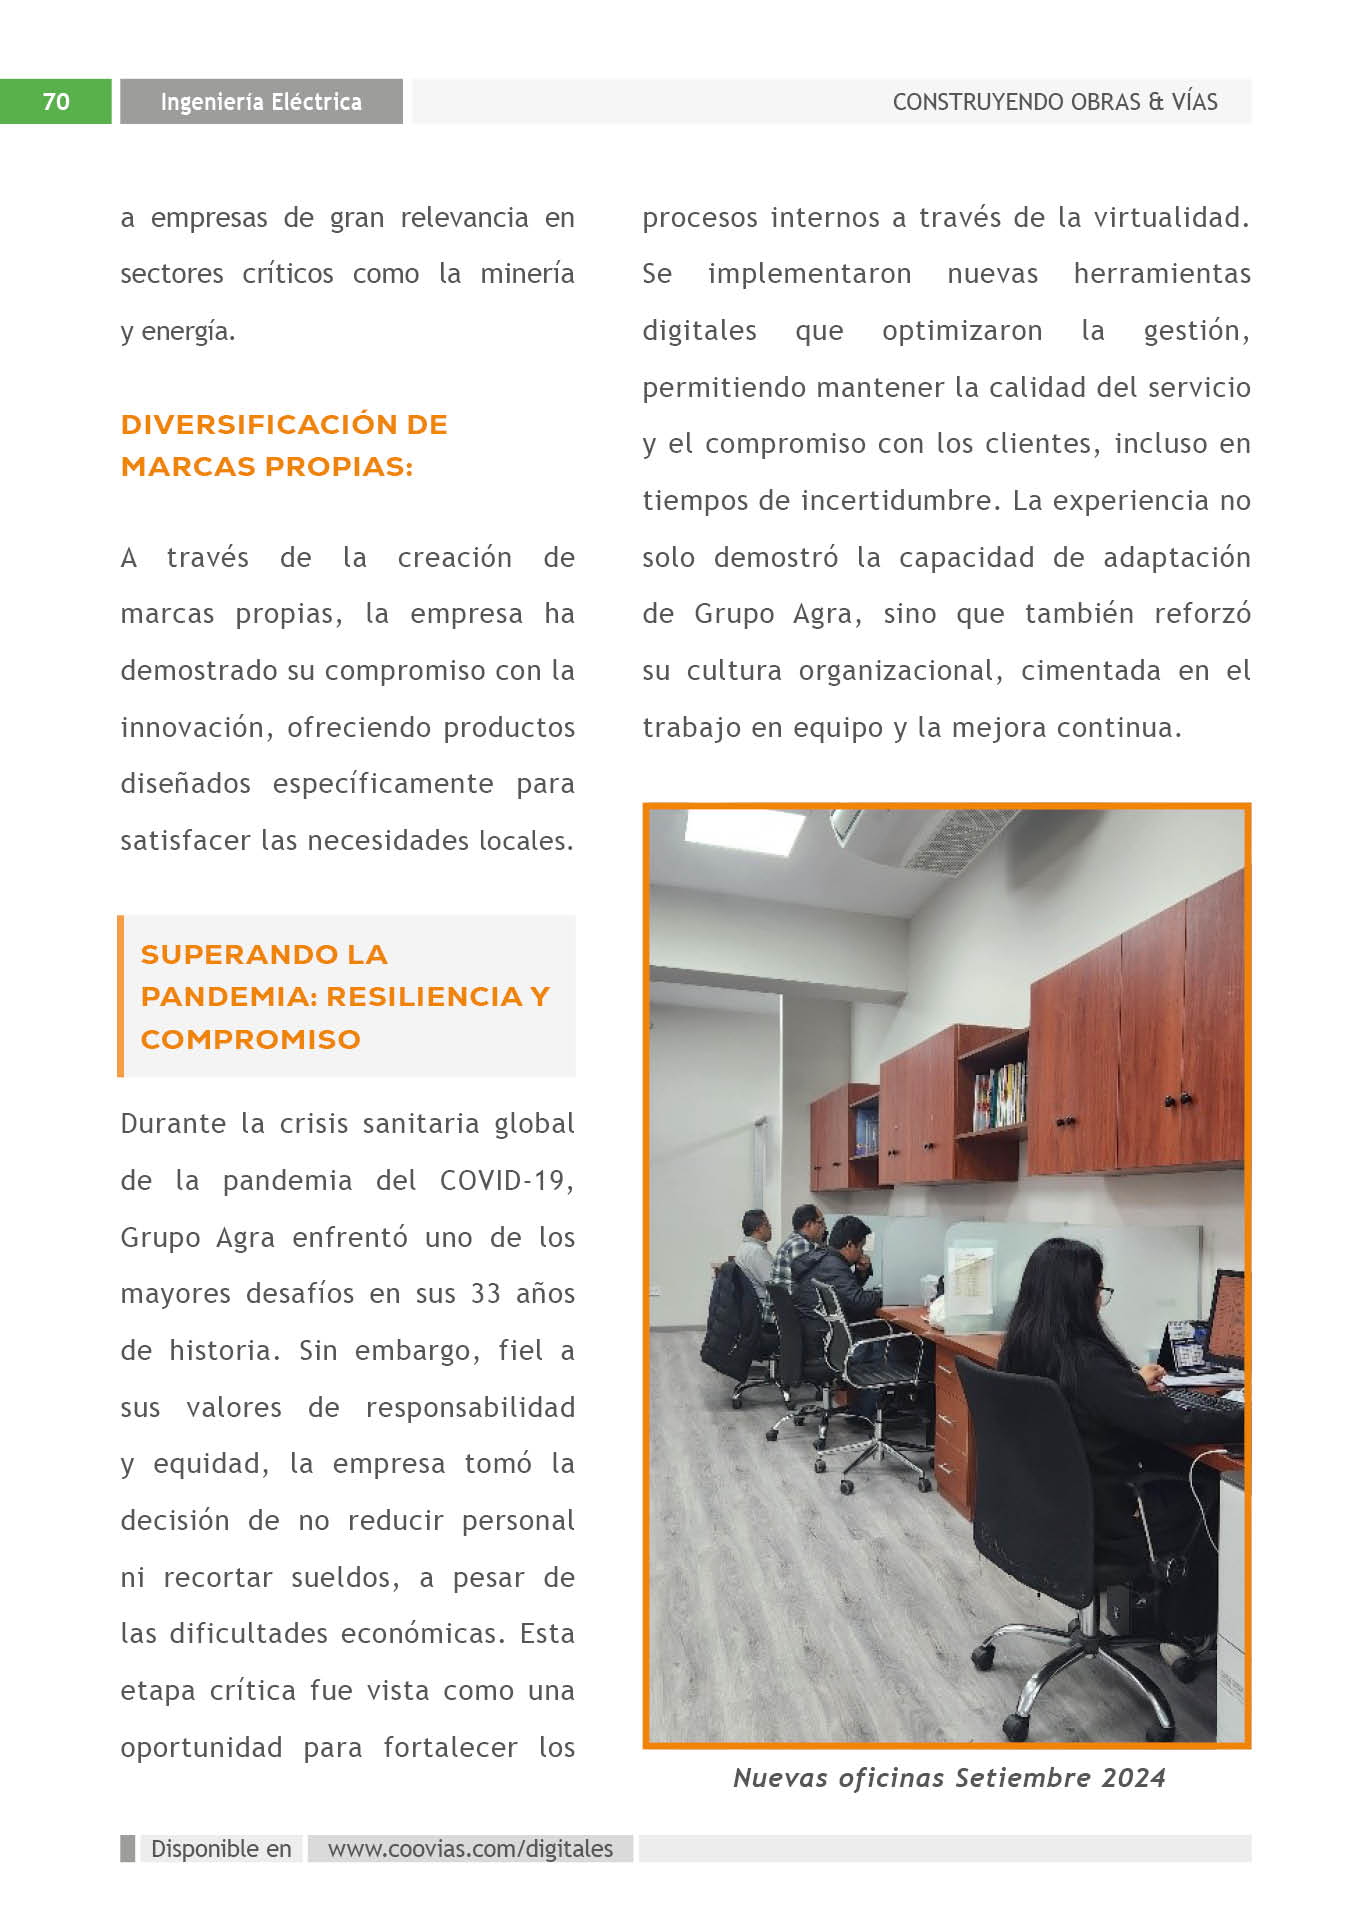 70
Ingeniería Eléctrica
CONSTRUYENDO OBRAS & VÍAS
a empresas de gran relevancia en
sectores críticos como la minería
y energía.
DIVERSIFICACIÓN DE
MARCAS PROPIAS:
A través de la creación de
marcas propias, la empresa ha
demostrado su compromiso con la
innovación, ofreciendo productos
diseñados específicamente para
satisfacer las necesidades locales.
SUPERANDO LA
PANDEMIA: RESILIENCIA Y
COMPROMISO
Durante la crisis sanitaria global
de la pandemia del COVID-19,
Grupo Agra enfrentó uno de los
mayores desafíos en sus 33 años
de historia. Sin embargo, fiel a
sus valores de responsabilidad
y equidad, la empresa tomó la
decisión de no reducir personal
ni recortar sueldos, a pesar de
las dificultades económicas. Esta
etapa crítica fue vista como una
oportunidad para fortalecer los
procesos internos a través de la virtualidad.
Se implementaron nuevas herramientas
digitales que optimizaron la gestión,
permitiendo mantener la calidad del servicio
y el compromiso con los clientes, incluso en
tiempos de incertidumbre. La experiencia no
solo demostró la capacidad de adaptación
de Grupo Agra, sino que también reforzó
su cultura organizacional, cimentada en el
trabajo en equipo y la mejora continua.
Nuevas oficinas Setiembre 2024
Disponible en
www.coovias.com/digitales